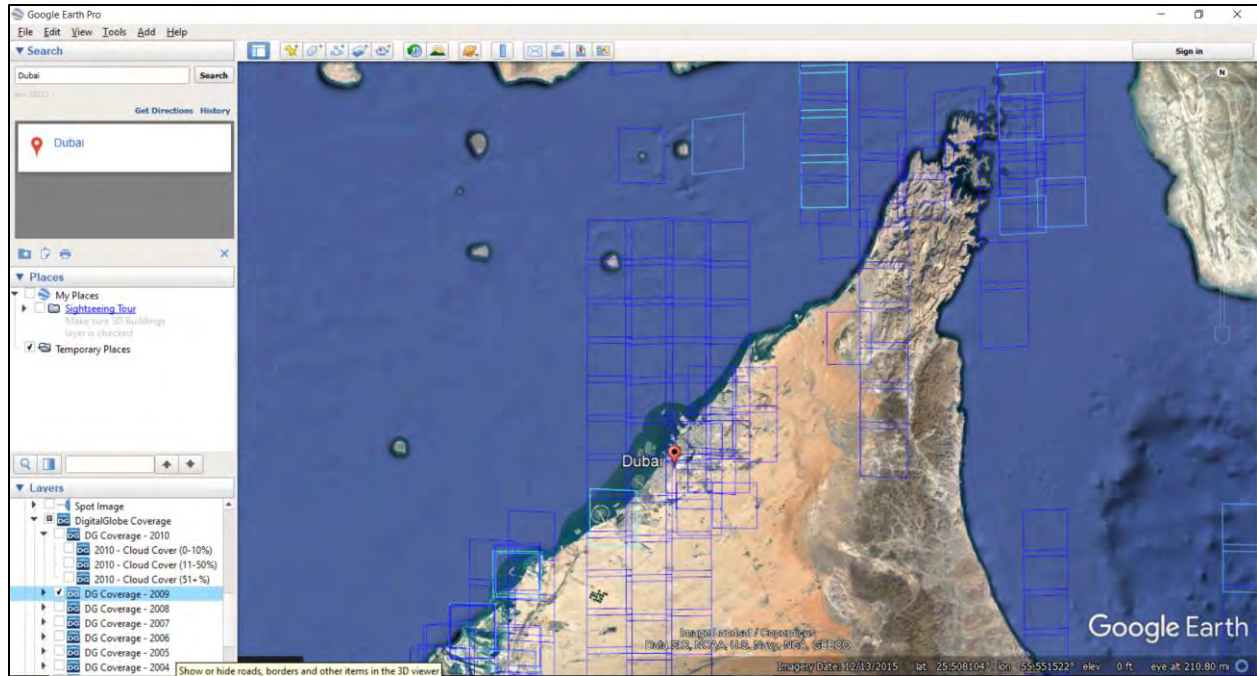 Google Earth Pro
File Edit View Tools Add Help
Search
Sign in
Dubai Search
Get Directions History
Dubai
N
Places
My Places
Sightseeing Tour
Make sure 3D Buildings
layer is checked
Temporary Places
Dubai
Layers
Spot Image
DigitalGlobe Coverage
DG Coverage - 2010
2010 - Cloud Cover (0-10%)
2010 - Cloud Cover (11-50%)
2010 - Cloud Cover (51+%)
DG Coverage - 2009
DG Coverage - 2008
DG Coverage - 2007
DG Coverage - 2006
DG Coverage - 2005
DG Coverage - 2004
Show or hide roads, borders and other items in the 3D viewer
Image Landsat / Copernicus
Data SIO, NOAA, U.S. Navy, NGA, GEBCO
Google Earth
Imagery Date: 12/13/2015 lat 25.508104° lon 55.551522° elev 0 ft eye alt 210.80 mi